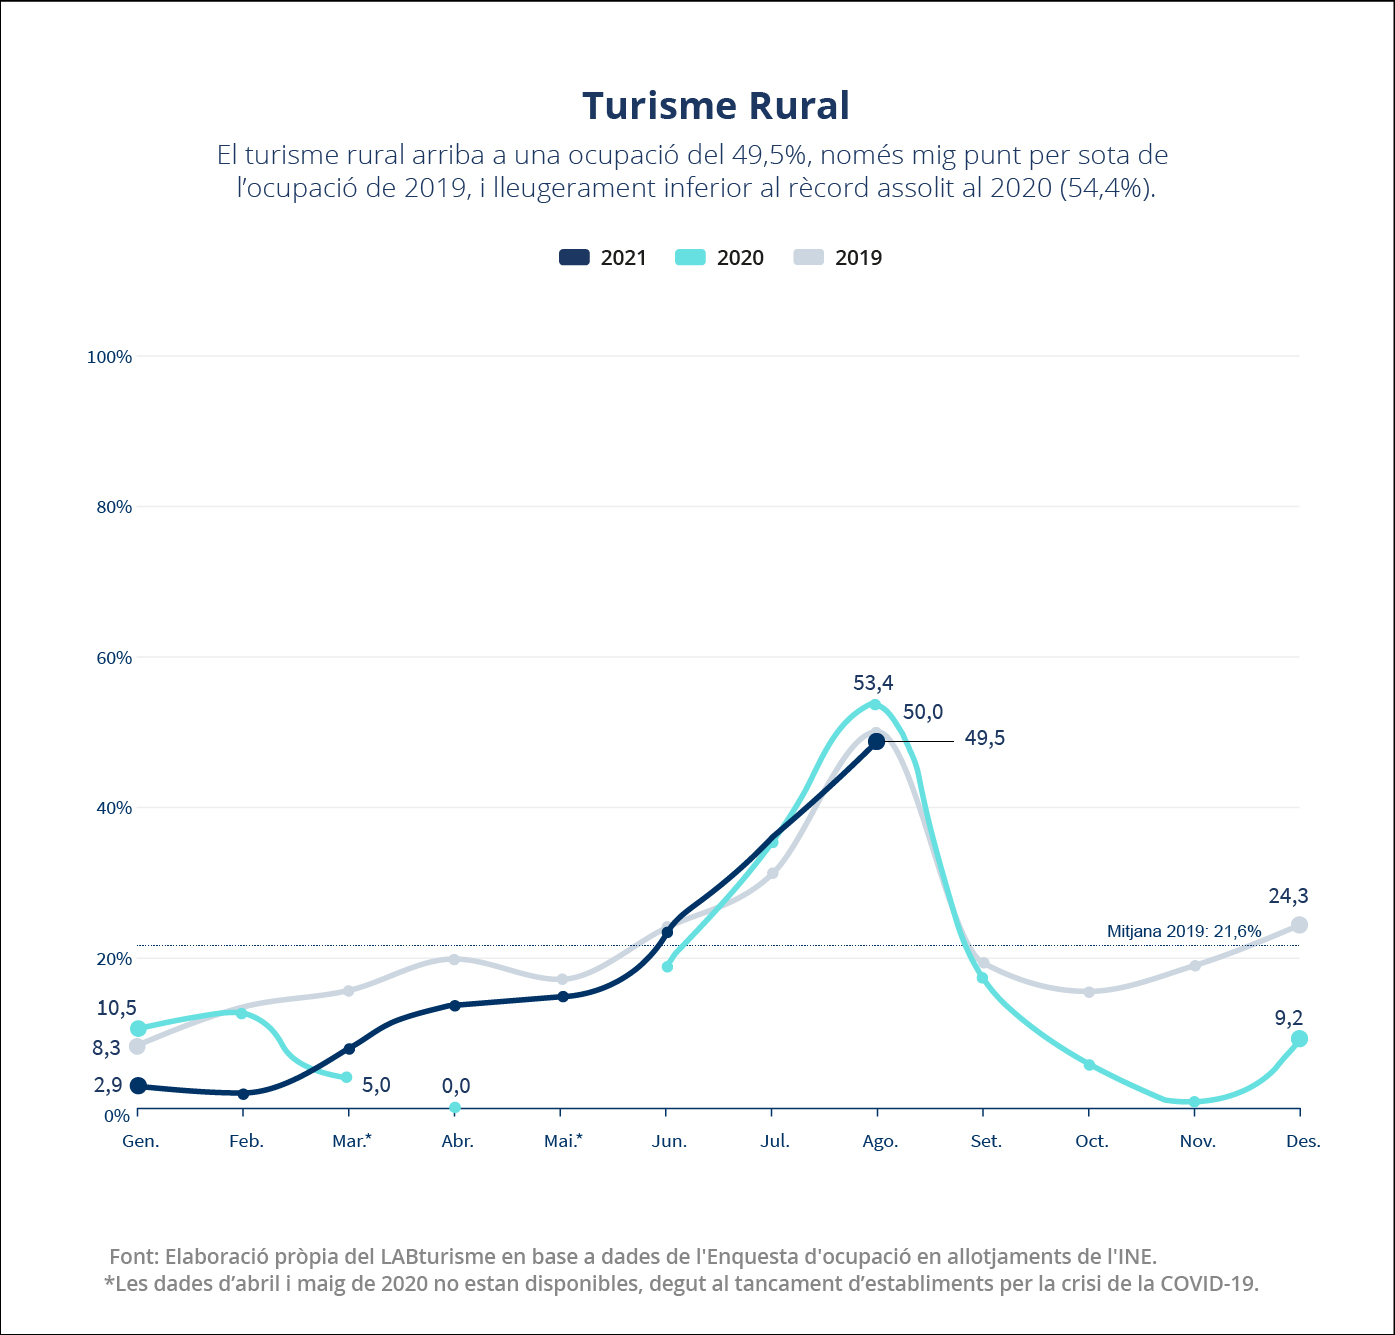 Turisme Rural
El turisme rural arriba a una ocupació del 49,5%, només mig punt per sota de
l’ocupació de 2019, i lleugerament inferior al rècord assolit al 2020 (54,4%).
2021 2020 2019
100%
80%
60%
53,4
50,0
49,5
40%
24,3
Mitjana 2019: 21,6%
20%
10,5
9,2
8,3
2,9
5,0
0,0
0%
Gen. Feb. Mar.* Abr. Mai.* Jun. Jul. Ago. Set. Oct. Nov. Des.
Font: Elaboració pròpia del LABturisme en base a dades de l'Enquesta d'ocupació en allotjaments de l'INE.
*Les dades d’abril i maig de 2020 no estan disponibles, degut al tancament d’establiments per la crisi de la COVID-19.